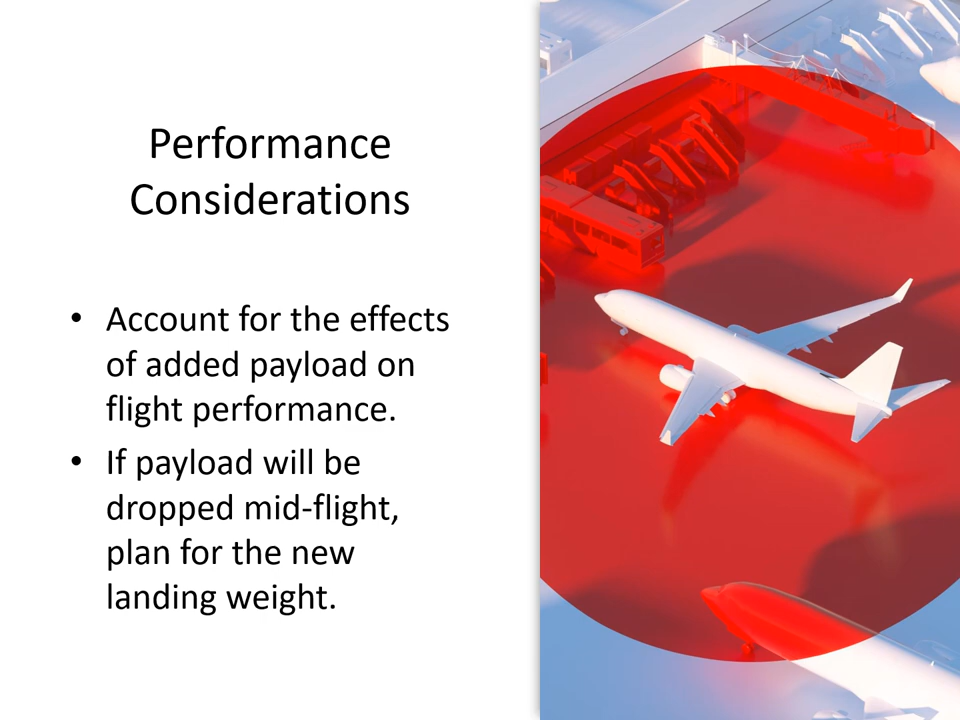 Performance
Considerations
• Account for the effects
of added payload on
flight performance.
• If payload will be
dropped mid-flight,
plan for the new
landing weight.